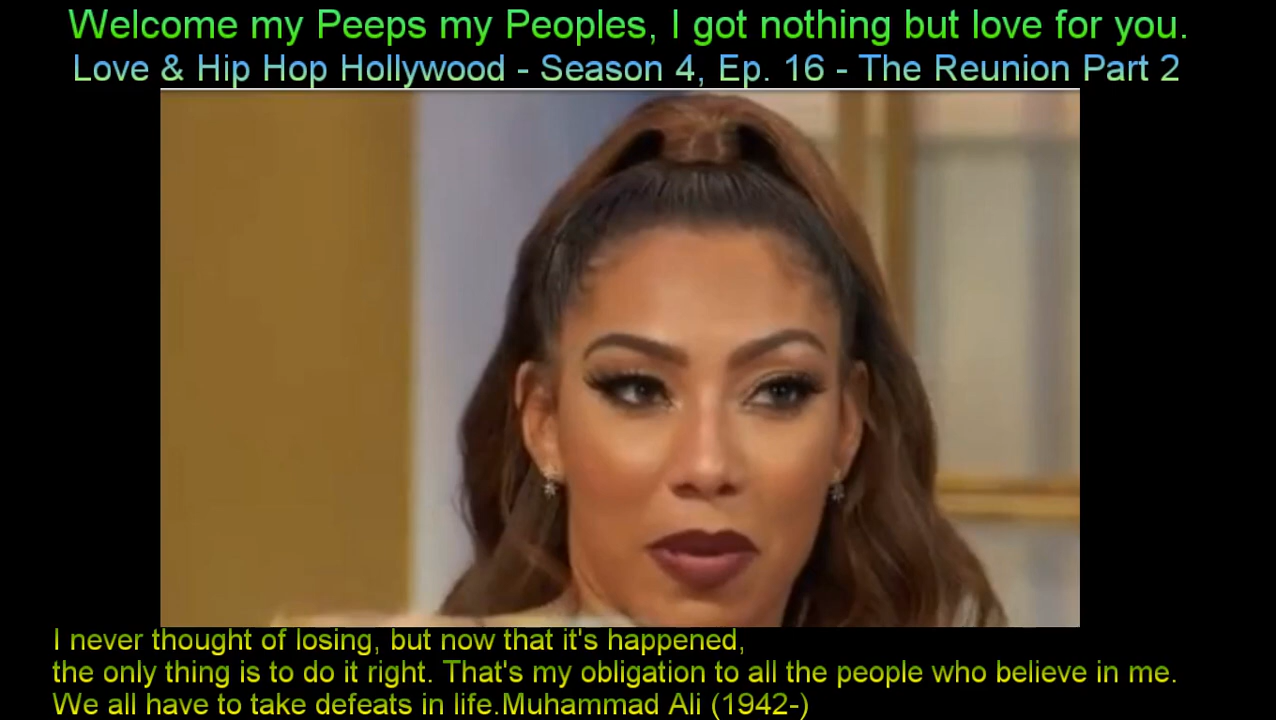 Welcome my Peeps my Peoples, I got nothing but love for you.
Love & Hip Hop Hollywood - Season 4, Ep. 16 - The Reunion Part 2
I never thought of losing, but now that it's happened,
the only thing is to do it right. That's my obligation to all the people who believe in me.
We all have to take defeats in life.Muhammad Ali (1942-)